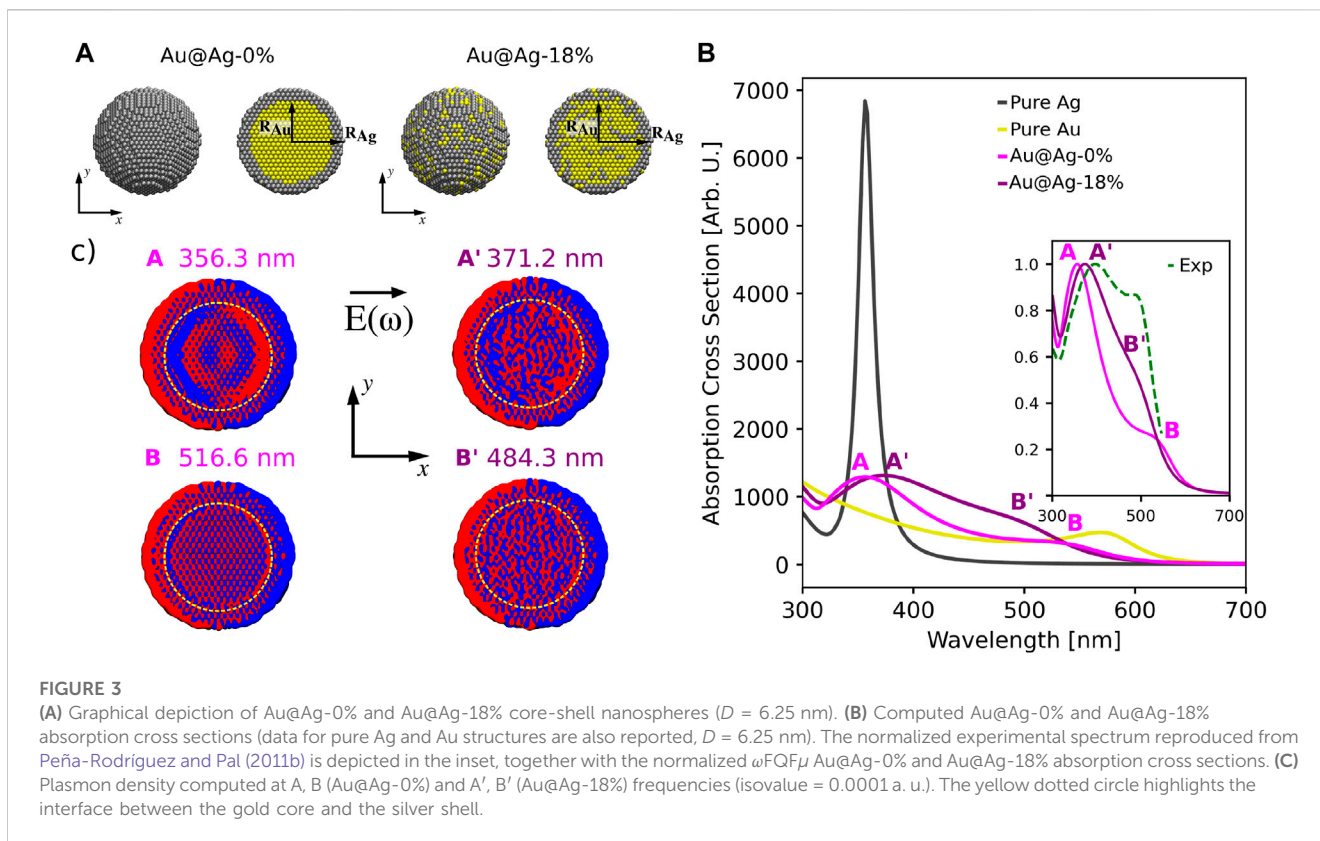 A
Au@Ag-0%
Au@Ag-18%
R_Au
R_Ag
R_Au
R_Ag
y
x
y
x
c)
A 356.3 nm
A' 371.2 nm
E(ω)
y
x
B 516.6 nm
B' 484.3 nm
B
Absorption Cross Section [Arb. U.]
7000
6000
5000
4000
3000
2000
1000
0
300
400
500
600
700
Wavelength [nm]
Pure Ag
Pure Au
Au@Ag-0%
Au@Ag-18%
A
A'
B'
B
A
A'
Exp
B'
B
1.0
0.8
0.6
0.4
0.2
300
500
700
FIGURE 3
(A) Graphical depiction of Au@Ag-0% and Au@Ag-18% core-shell nanospheres (D = 6.25 nm). (B) Computed Au@Ag-0% and Au@Ag-18%
absorption cross sections (data for pure Ag and Au structures are also reported, D = 6.25 nm). The normalized experimental spectrum reproduced from
Peña-Rodríguez and Pal (2011b) is depicted in the inset, together with the normalized ωFQFμ Au@Ag-0% and Au@Ag-18% absorption cross sections. (C)
Plasmon density computed at A, B (Au@Ag-0%) and A′, B′ (Au@Ag-18%) frequencies (isovalue = 0.0001 a. u.). The yellow dotted circle highlights the
interface between the gold core and the silver shell.